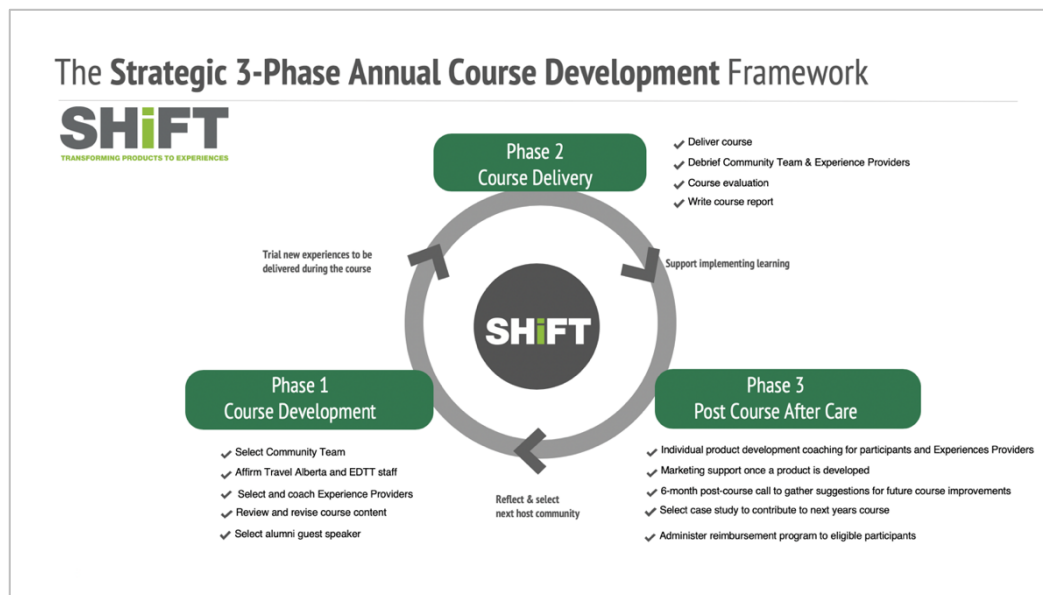 The Strategic 3-Phase Annual Course Development Framework
SHiFT
TRANSFORMING PRODUCTS TO EXPERIENCES
Phase 2
Course Delivery
Deliver course
Debrief Community Team & Experience Providers
Course evaluation
Write course report
Trial new experiences to be
delivered during the course
Support implementing learning
SHiFT
Phase 1
Course Development
Select Community Team
Affirm Travel Alberta and EDTT staff
Select and coach Experience Providers
Review and revise course content
Select alumni guest speaker
Reflect & select
next host community
Phase 3
Post Course After Care
Individual product development coaching for participants and Experiences Providers
Marketing support once a product is developed
6-month post-course call to gather suggestions for future course improvements
Select case study to contribute to next years course
Administer reimbursement program to eligible participants